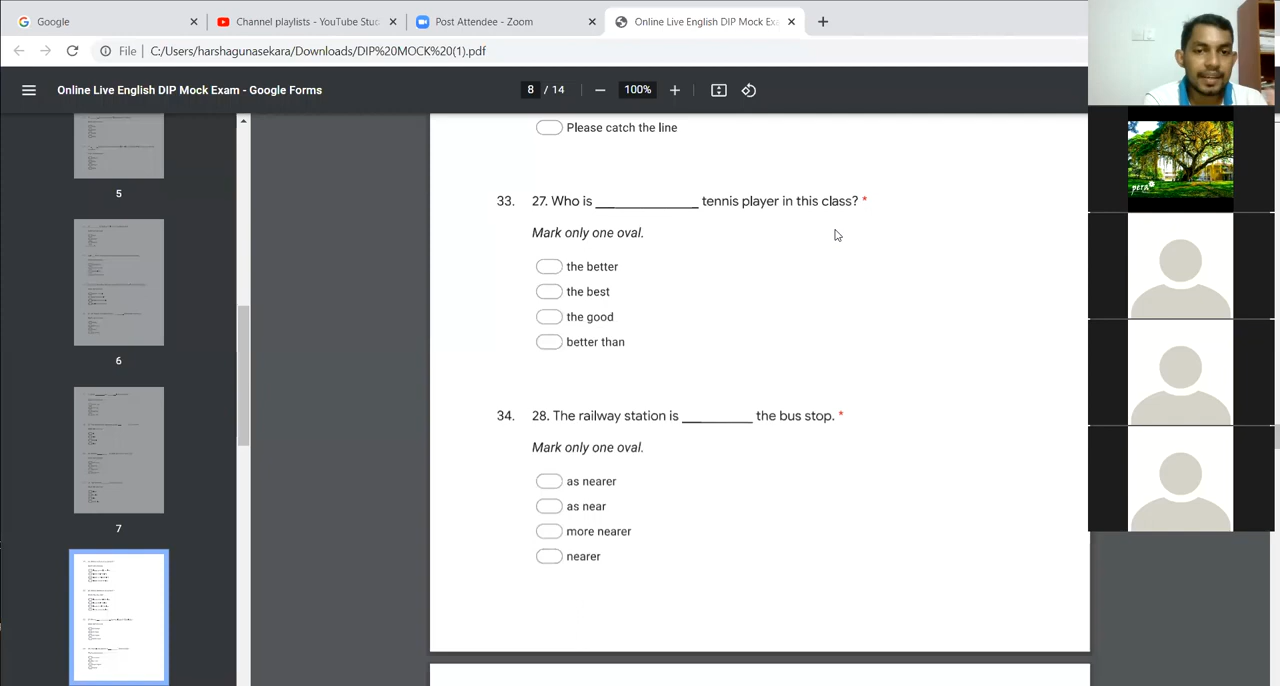 Google
Channel playlists - YouTube Stud
Post Attendee - Zoom
Online Live English DIP Mock Exa
File
C:/Users/harshagunasekara/Downloads/DIP%20MOCK%20(1).pdf
Online Live English DIP Mock Exam - Google Forms
8 / 14
100%
5
6
7
Please catch the line
33. 27. Who is ____________ tennis player in this class? *
Mark only one oval.
the better
the best
the good
better than
34. 28. The railway station is ________ the bus stop. *
Mark only one oval.
as nearer
as near
more nearer
nearer
pera